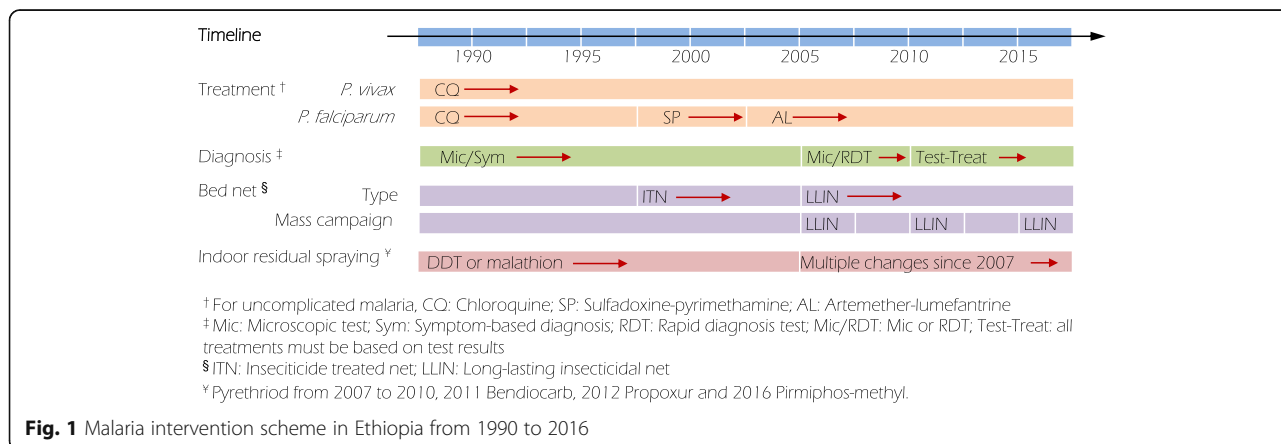 Timeline
1990 1995 2000 2005 2010 2015
Treatment † P. vivax CQ
P. falciparum CQ SP AL
Diagnosis ‡ Mic/Sym Mic/RDT Test-Treat
Bed net § Type ITN LLIN
Mass campaign LLIN LLIN LLIN
Indoor residual spraying ¥ DDT or malathion Multiple changes since 2007
† For uncomplicated malaria, CQ: Chloroquine; SP: Sulfadoxine-pyrimethamine; AL: Artemether-lumefantrine
‡ Mic: Microscopic test; Sym: Symptom-based diagnosis; RDT: Rapid diagnosis test; Mic/RDT: Mic or RDT; Test-Treat: all
treatments must be based on test results
§ ITN: Inseciticide treated net; LLIN: Long-lasting insecticidal net
¥ Pyrethriod from 2007 to 2010, 2011 Bendiocarb, 2012 Propoxur and 2016 Pirmiphos-methyl.
Fig. 1 Malaria intervention scheme in Ethiopia from 1990 to 2016